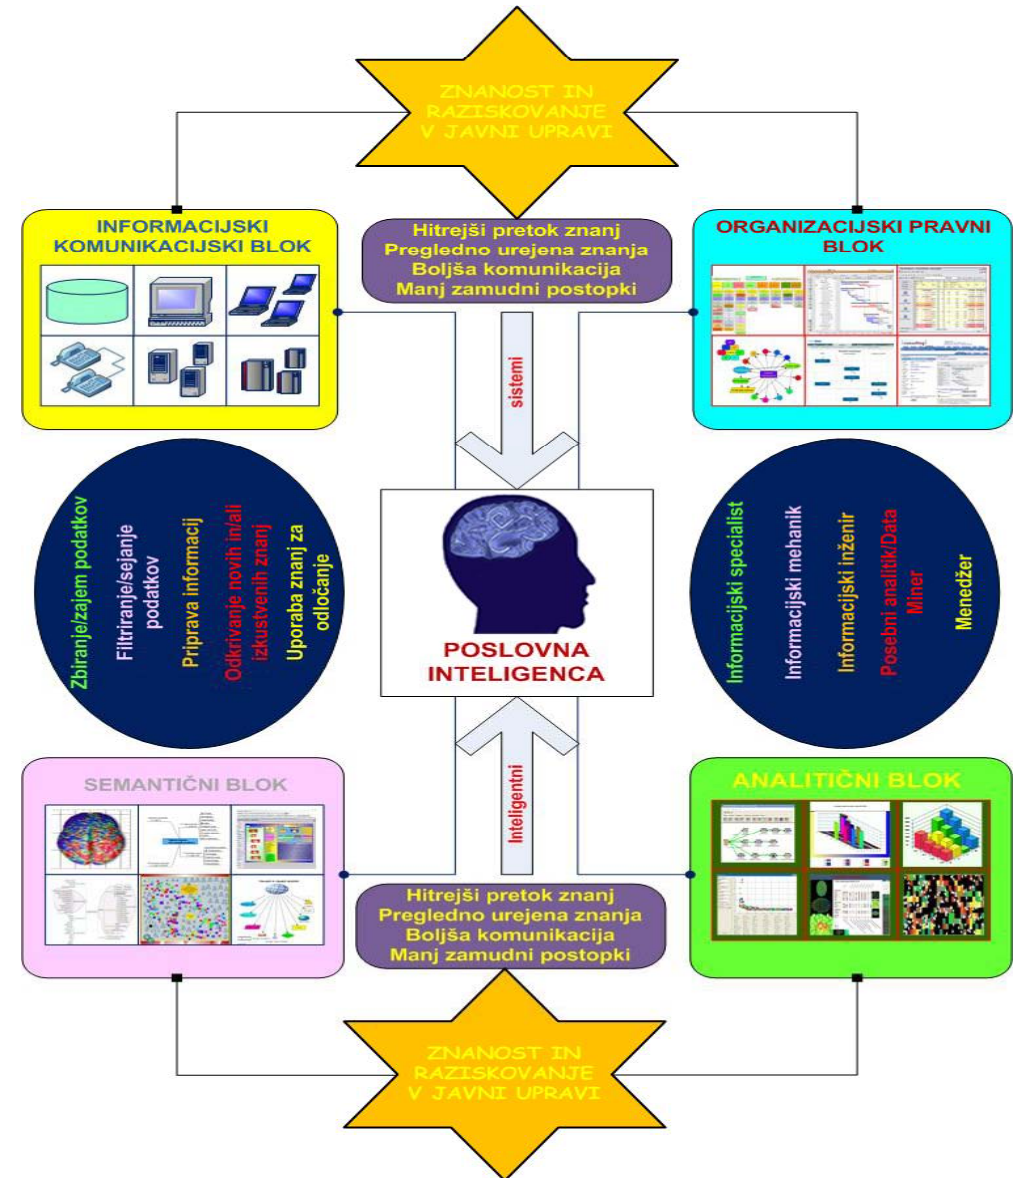 ZNANOST IN
RAZISKOVANJE
V JAVNI UPRAVI
INFORMACIJSKI
KOMUNIKACIJSKI BLOK
Hitrejši pretok znanj
Pregledno urejena znanja
Boljša komunikacija
Manj zamudni postopki
ORGANIZACIJSKI PRAVNI
BLOK
sistemi
Zbiranje/zajem podatkov
Filtriranje/sejanje
podatkov
Priprava informacij
Odkrivanje novih in/ali
izkustvenih znanj
Uporaba znanj za
odločanje
POSLOVNA
INTELIGENCA
Informacijski specialist
Informacijski mehanik
Informacijski inženir
Posebni analitik/Data
Miner
Menedžer
SEMANTIČNI BLOK
Inteligentni
ANALITIČNI BLOK
Hitrejši pretok znanj
Pregledno urejena znanja
Boljša komunikacija
Manj zamudni postopki
ZNANOST IN
RAZISKOVANJE
V JAVNI UPRAVI